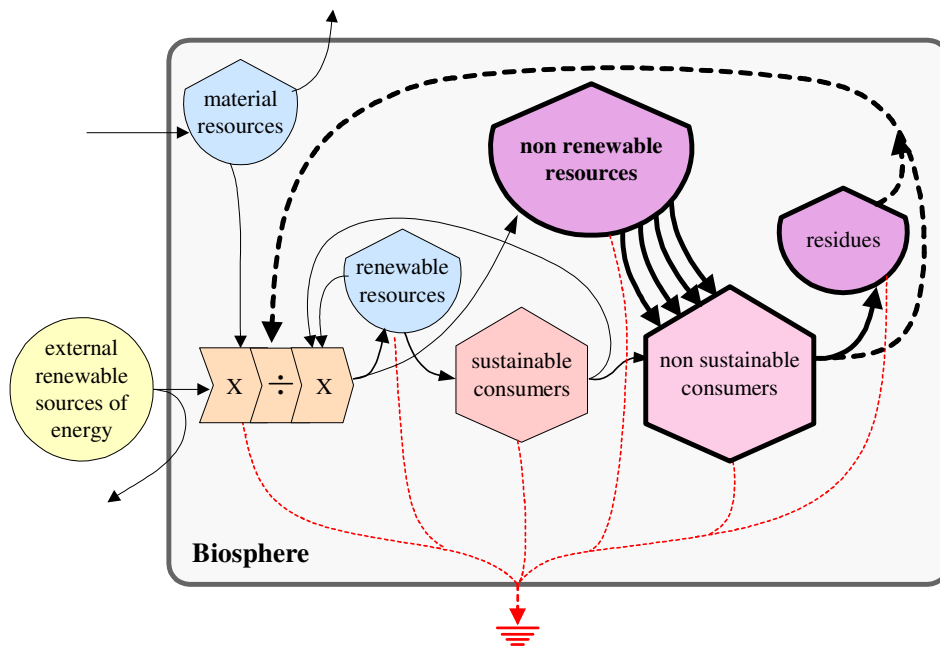 material
resources
non renewable
resources
residues
renewable
resources
external
renewable
sources of
energy
X ÷ X
sustainable
consumers
non sustainable
consumers
Biosphere